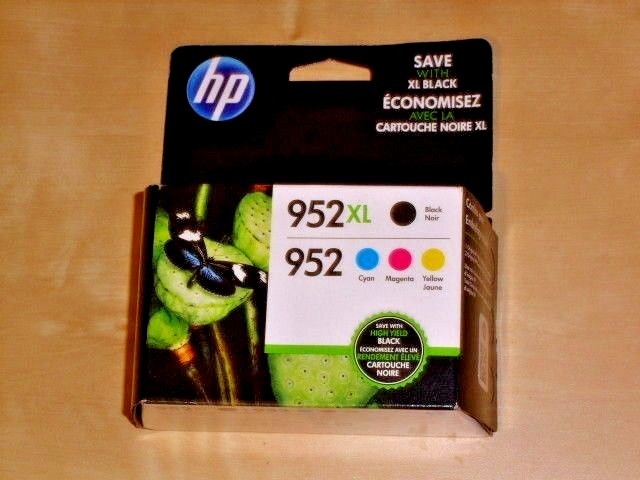 hp
SAVE
WITH
XL BLACK
ÉCONOMISEZ
AVEC LA
CARTOUCHE NOIRE XL
952XL
Black
Noir
952
Cyan
Magenta
Yellow
Jaune
SAVE WITH
HIGH YIELD
BLACK
ÉCONOMISEZ AVEC UN
RENDEMENT ÉLEVÉ
CARTOUCHE
NOIRE